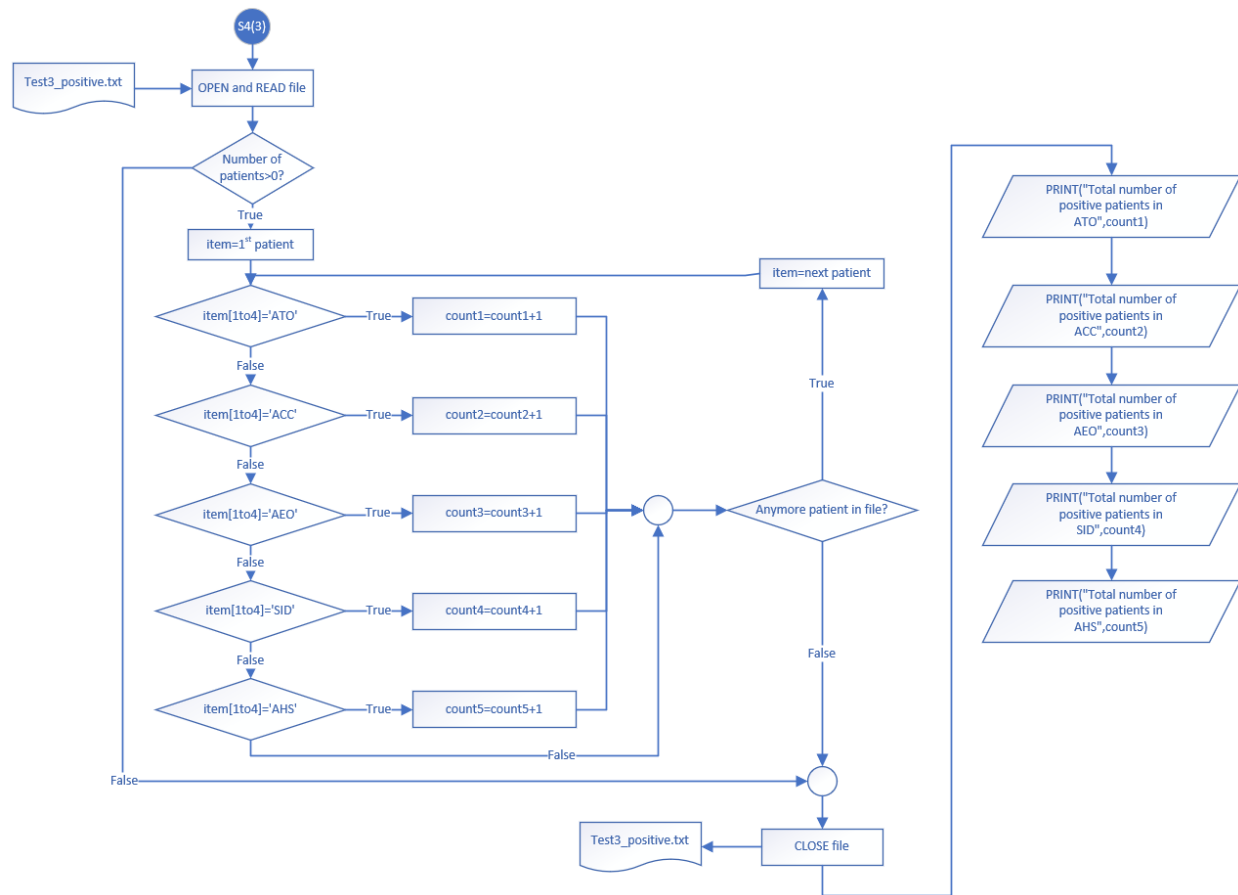 S4(3)
Test3_positive.txt
OPEN and READ file
Number of
patients>0?
True
item=1st patient
item=next patient
item[1to4]='ATO'
True
count1=count1+1
False
True
item[1to4]='ACC'
True
count2=count2+1
False
item[1to4]='AEO'
True
count3=count3+1
Anymore patient in file?
False
item[1to4]='SID'
True
count4=count4+1
False
False
item[1to4]='AHS'
True
count5=count5+1
False
False
Test3_positive.txt
CLOSE file
PRINT("Total number of
positive patients in
ATO",count1)
PRINT("Total number of
positive patients in
ACC",count2)
PRINT("Total number of
positive patients in
AEO",count3)
PRINT("Total number of
positive patients in
SID",count4)
PRINT("Total number of
positive patients in
AHS",count5)